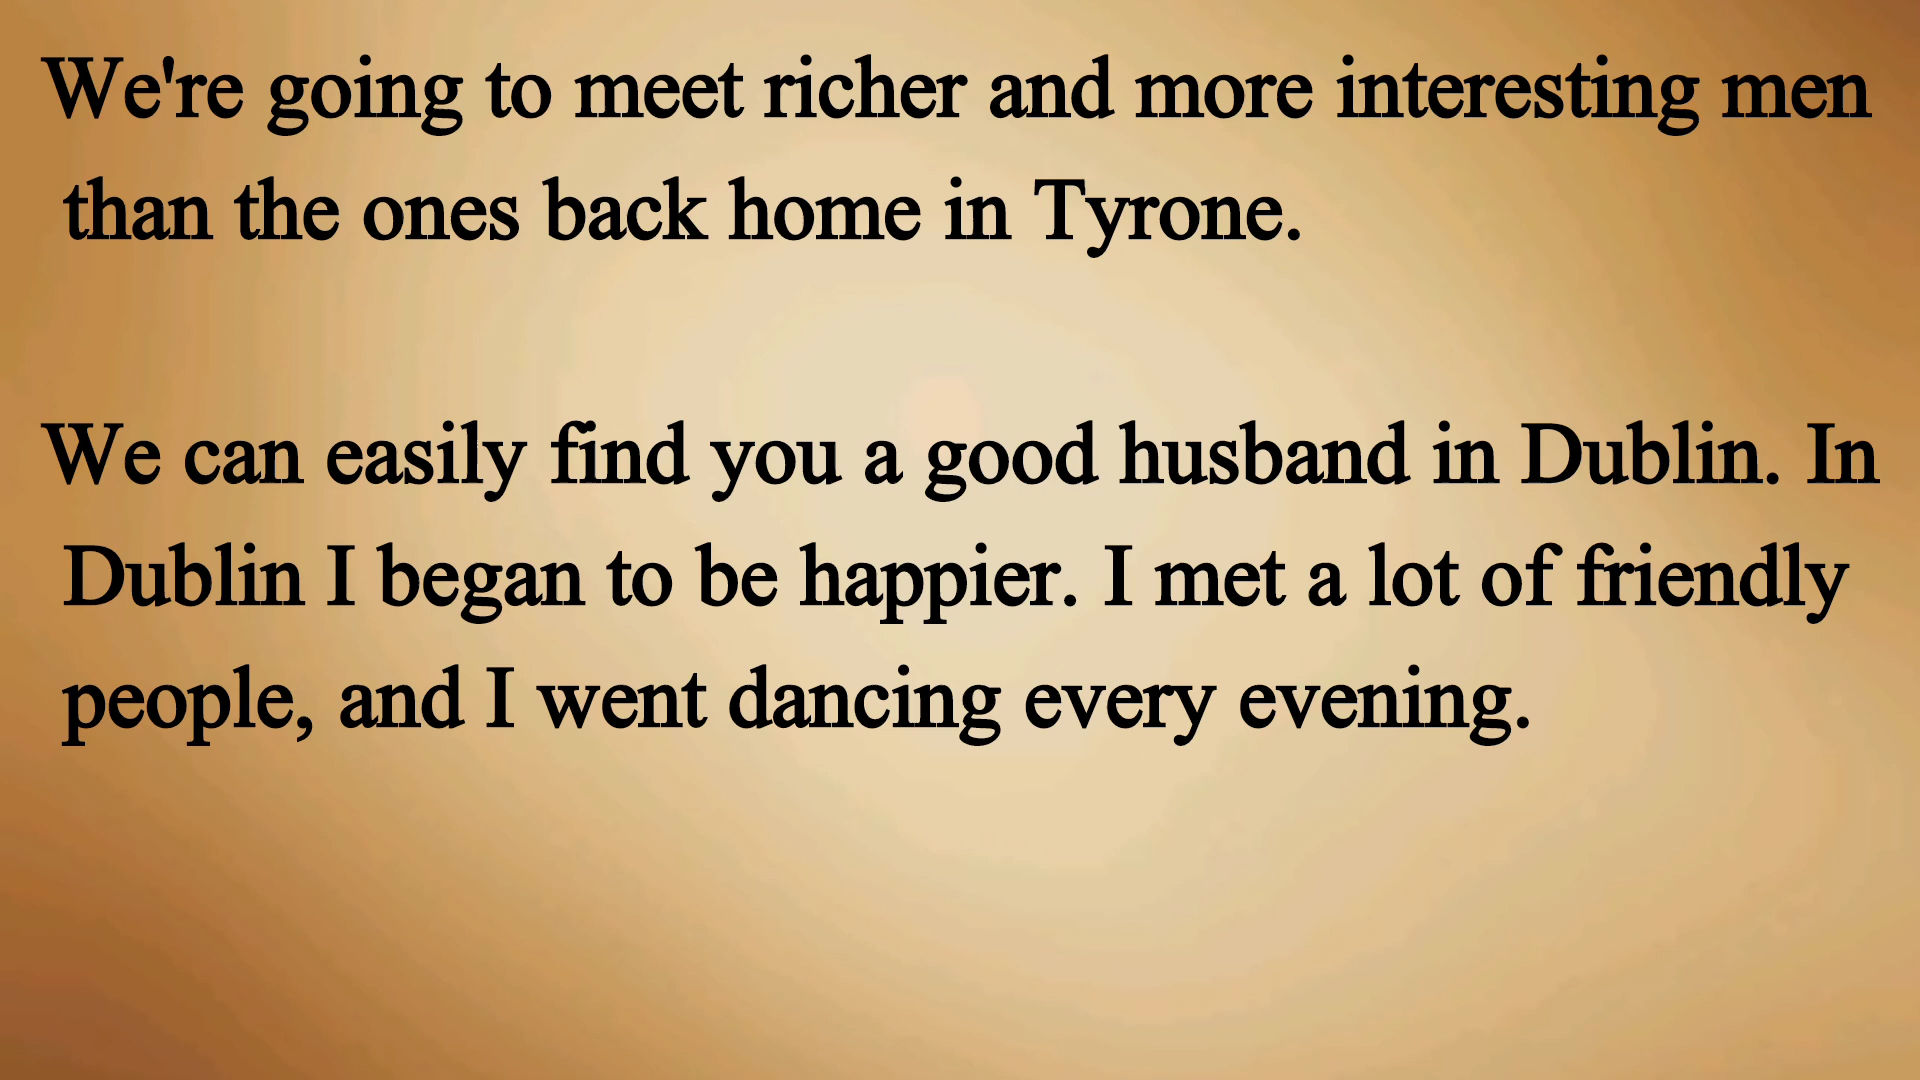 We're going to meet richer and more interesting men
than the ones back home in Tyrone.
We can easily find you a good husband in Dublin. In
Dublin I began to be happier. I met a lot of friendly
people, and I went dancing every evening.